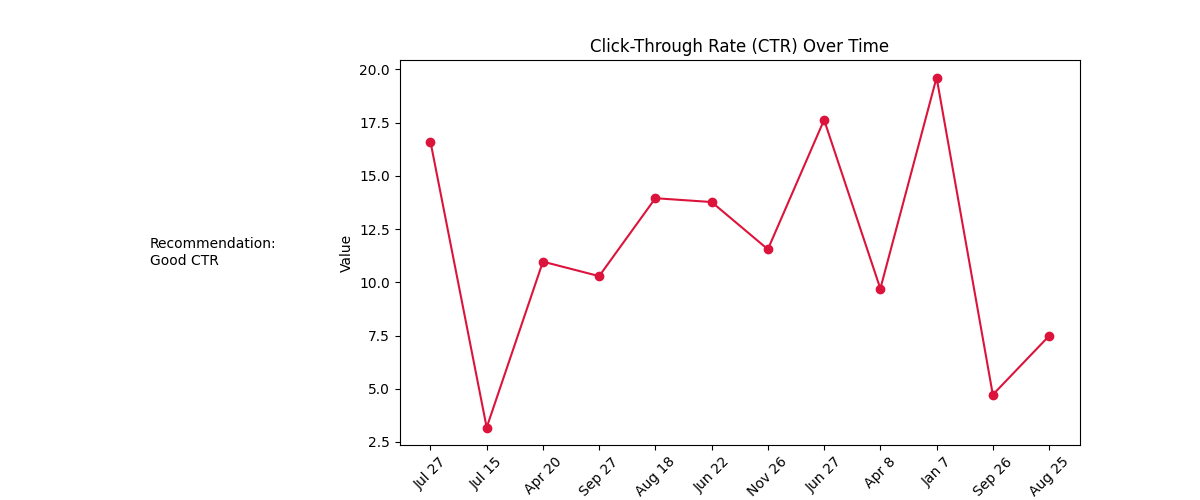 Click-Through Rate (CTR) Over Time
20.0
17.5
15.0
12.5
10.0
7.5
5.0
2.5
Value
Recommendation:
Good CTR
Jul 27
Jul 15
Apr 20
Sep 27
Aug 18
Jun 22
Nov 26
Jun 27
Apr 8
Jan 7
Sep 26
Aug 25